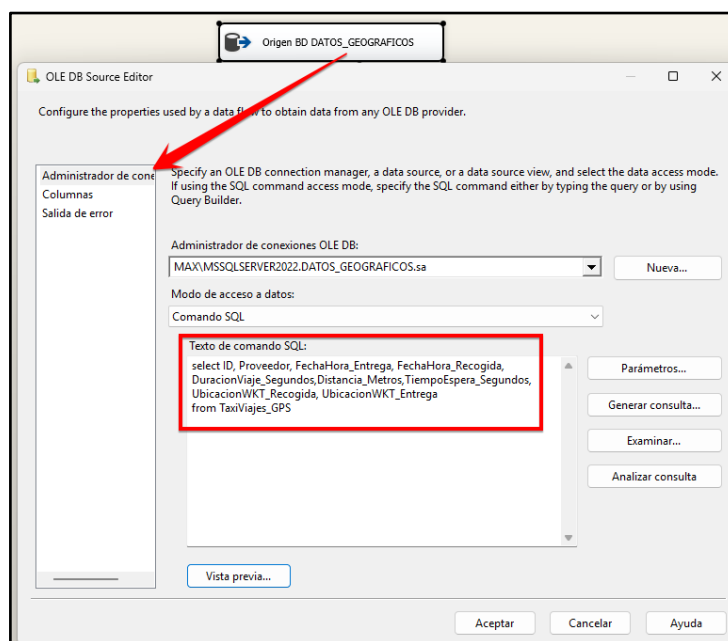 Origen BD DATOS_GEOGRAFICOS
OLE DB Source Editor
Configure the properties used by a data flow to obtain data from any OLE DB provider.
Administrador de cone
Columnas
Salida de error
Specify an OLE DB connection manager, a data source, or a data source view, and select the data access mode.
If using the SQL command access mode, specify the SQL command either by typing the query or by using
Query Builder.
Administrador de conexiones OLE DB:
MAX\MSSQLSERVER2022.DATOS_GEOGRAFICOS.sa
Nueva...
Modo de acceso a datos:
Comando SQL
Texto de comando SQL:
select ID, Proveedor, FechaHora_Entrega, FechaHora_Recogida,
DuracionViaje_Segundos,Distancia_Metros,TiempoEspera_Segundos,
UbicacionWKT_Recogida, UbicacionWKT_Entrega
from TaxiViajes_GPS
Parámetros...
Generar consulta...
Examinar...
Analizar consulta
Vista previa...
Aceptar
Cancelar
Ayuda